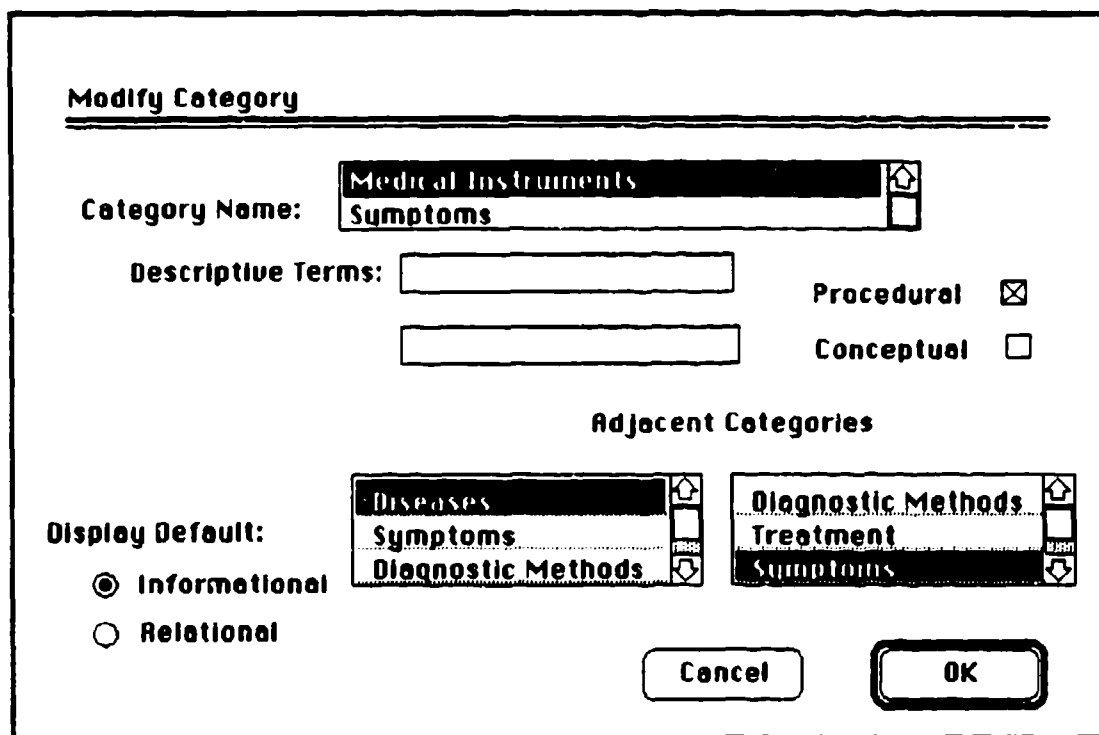 Modify Category
Medical Instruments
Category Name:
Symptoms
Descriptive Terms:
Procedural
Conceptual
Adjacent Categories
Diseases
Symptoms
Diagnostic Methods
Diagnostic Methods
Treatment
Symptoms
Display Default:
Informational
Relational
Cancel
OK